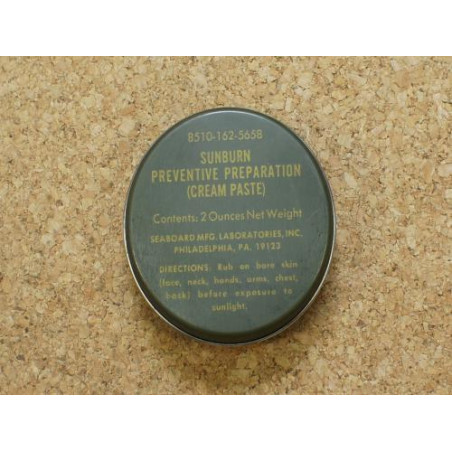 8510-162-5658
SUNBURN
PREVENTIVE PREPARATION
(CREAM PASTE)
Contents: 2 Ounces Net Weight
SEABOARD MFG. LABORATORIES, INC.
PHILADELPHIA, PA. 19123
DIRECTIONS: Rub on bare skin
(face, neck, hands, arms, chest,
back) before exposure to
sunlight.